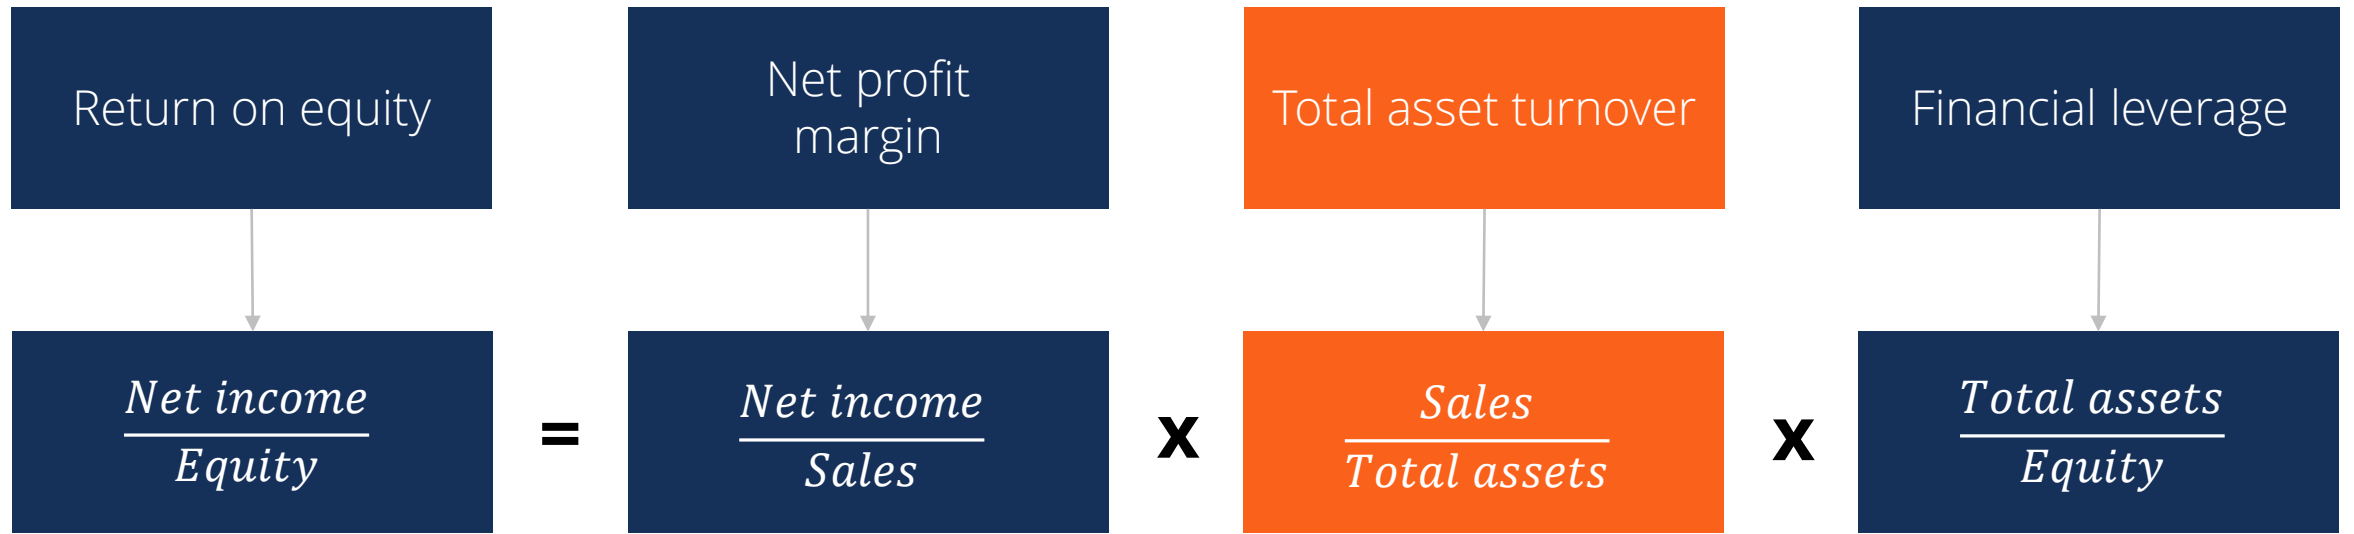 Return on equity
Net profit
margin
Total asset turnover
Financial leverage
Net income
Equity
=
Net income
Sales
x
Sales
Total assets
x
Total assets
Equity